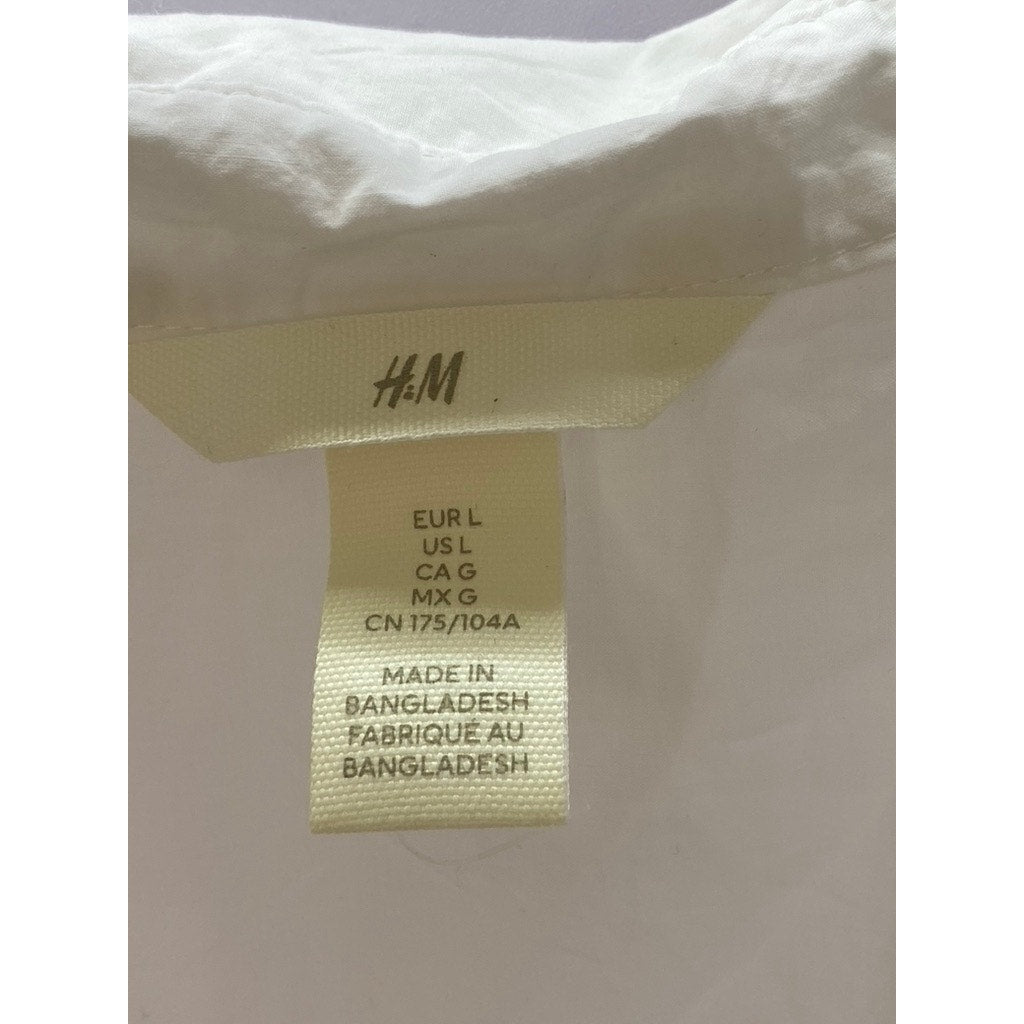 H&M
EUR L
US L
CA G
MX G
CN 175/104A
MADE IN
BANGLADESH
FABRIQUÉ AU
BANGLADESH